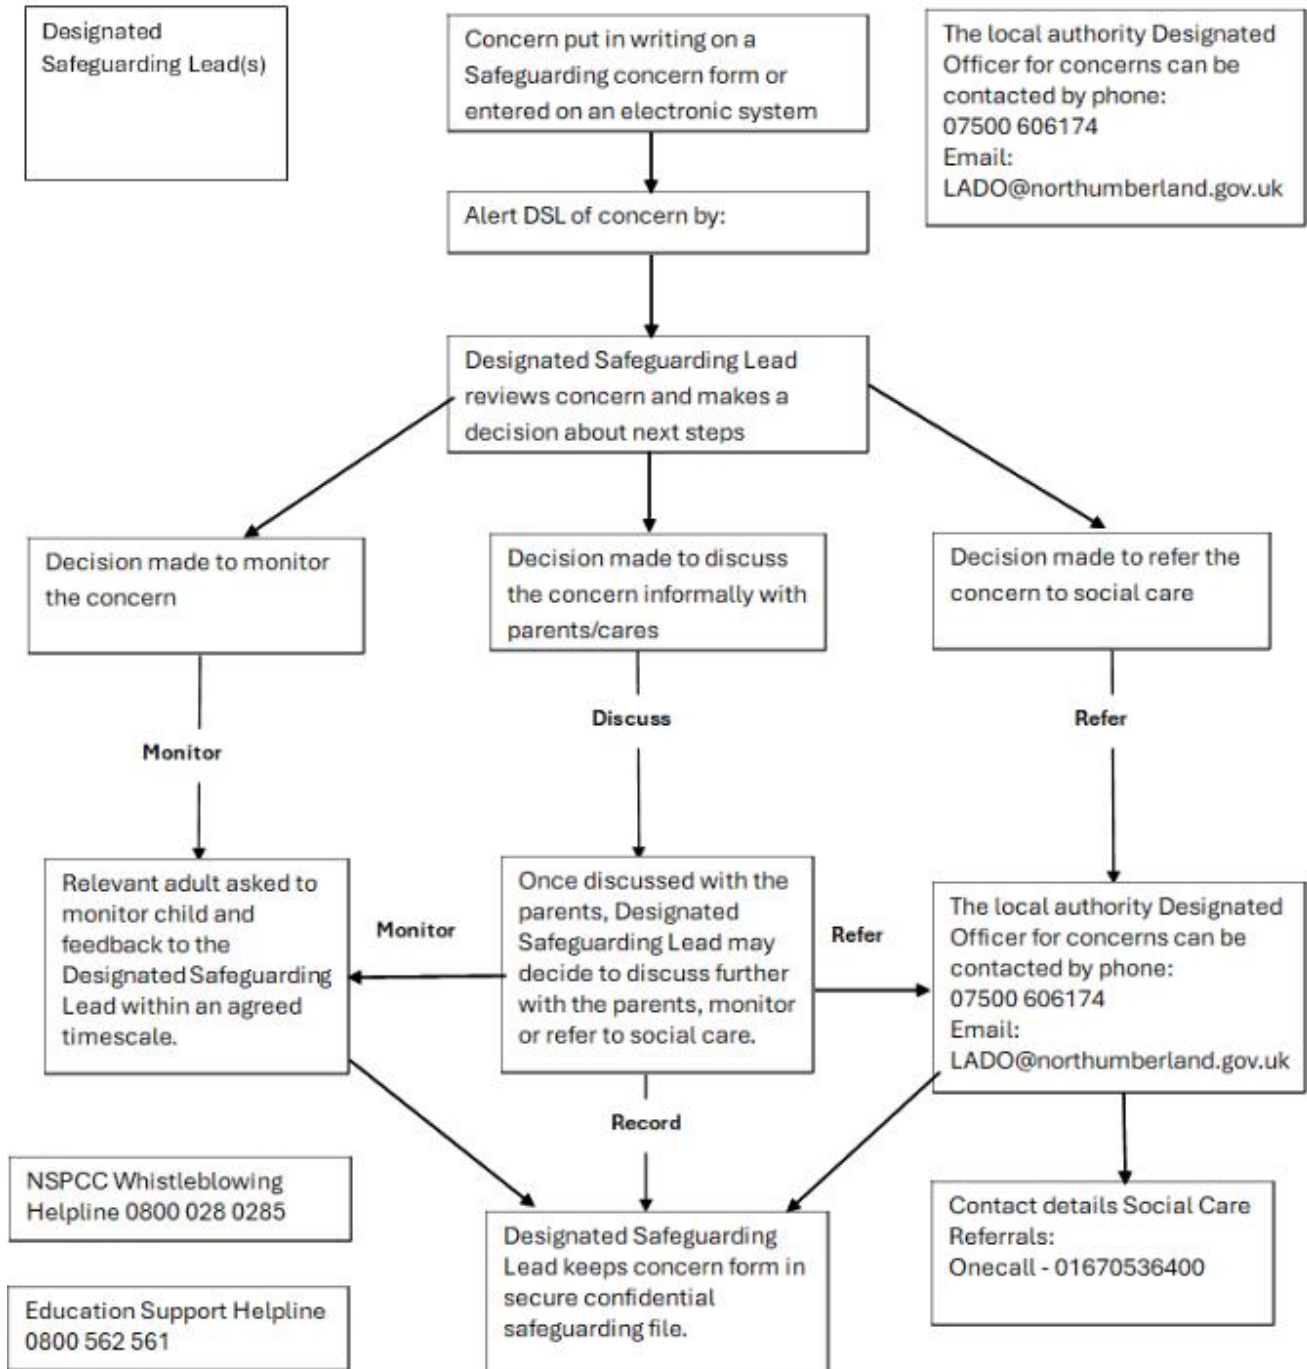 Designated
Safeguarding Lead(s)
Concern put in writing on a
Safeguarding concern form or
entered on an electronic system
The local authority Designated
Officer for concerns can be
contacted by phone:
07500 606174
Email:
LADO@northumberland.gov.uk
Alert DSL of concern by:
Designated Safeguarding Lead
reviews concern and makes a
decision about next steps
Decision made to monitor
the concern
Decision made to discuss
the concern informally with
parents/cares
Decision made to refer the
concern to social care
Monitor
Discuss
Refer
Relevant adult asked to
monitor child and
feedback to the
Designated Safeguarding
Lead within an agreed
timescale.
Monitor
Once discussed with the
parents, Designated
Safeguarding Lead may
decide to discuss further
with the parents, monitor
or refer to social care.
Refer
The local authority Designated
Officer for concerns can be
contacted by phone:
07500 606174
Email:
LADO@northumberland.gov.uk
Record
NSPCC Whistleblowing
Helpline 0800 028 0285
Education Support Helpline
0800 562 561
Designated Safeguarding
Lead keeps concern form in
secure confidential
safeguarding file.
Contact details Social Care
Referrals:
Onecall - 01670536400